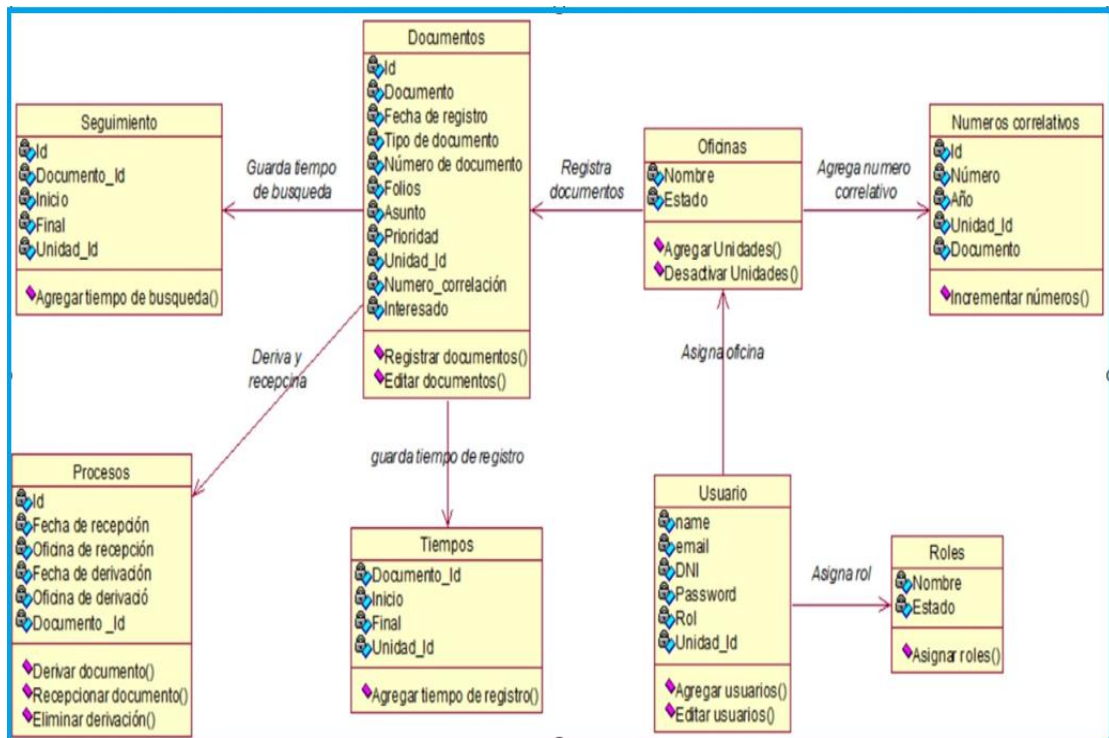 Documentos
Id
Documento
Fecha de registro
Tipo de documento
Número de documento
Folios
Asunto
Prioridad
Unidad_Id
Numero_correlación
Interesado
Registrar documentos()
Editar documentos()
Seguimiento
Id
Documento_Id
Inicio
Final
Unidad_Id
Agregar tiempo de busqueda()
Guarda tiempo
de busqueda
Registra
documentos
Oficinas
Nombre
Estado
Agregar Unidades()
Desactivar Unidades()
Agrega numero
correlativo
Numeros correlativos
Id
Número
Año
Unidad_Id
Documento
Incrementar números()
Deriva y
recepcina
Asigna oficina
guarda tiempo de registro
Procesos
Id
Fecha de recepción
Oficina de recepción
Fecha de derivación
Oficina de derivació
Documento _Id
Derivar documento()
Recepcionar documento()
Eliminar derivación()
Tiempos
Documento_Id
Inicio
Final
Unidad_Id
Agregar tiempo de registro()
Usuario
name
email
DNI
Password
Rol
Unidad_Id
Agregar usuarios()
Editar usuarios()
Asigna rol
Roles
Nombre
Estado
Asignar roles()